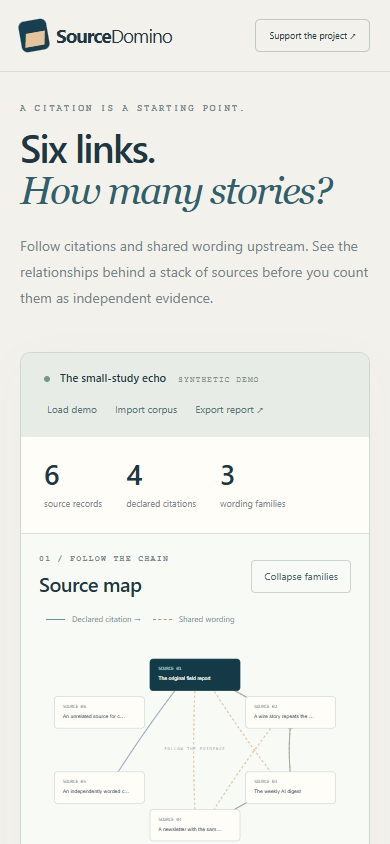 SourceDomino
Support the project ↗
A CITATION IS A STARTING POINT.
Six links.
How many stories?
Follow citations and shared wording upstream. See the
relationships behind a stack of sources before you count
them as independent evidence.
The small-study echo SYNTHETIC DEMO
Load demo Import corpus Export report ↗
6 4 3
source records declared citations wording families
01 / FOLLOW THE CHAIN
Source map
Collapse families
Declared citation → Shared wording
SOURCE 01
The original field report
SOURCE 06
An unrelated source for c...
SOURCE 02
A wire story repeats the ...
FOLLOW THE EVIDENCE
SOURCE 05
An independently worded c...
SOURCE 03
The weekly AI digest
SOURCE 04
A newsletter with the sam...